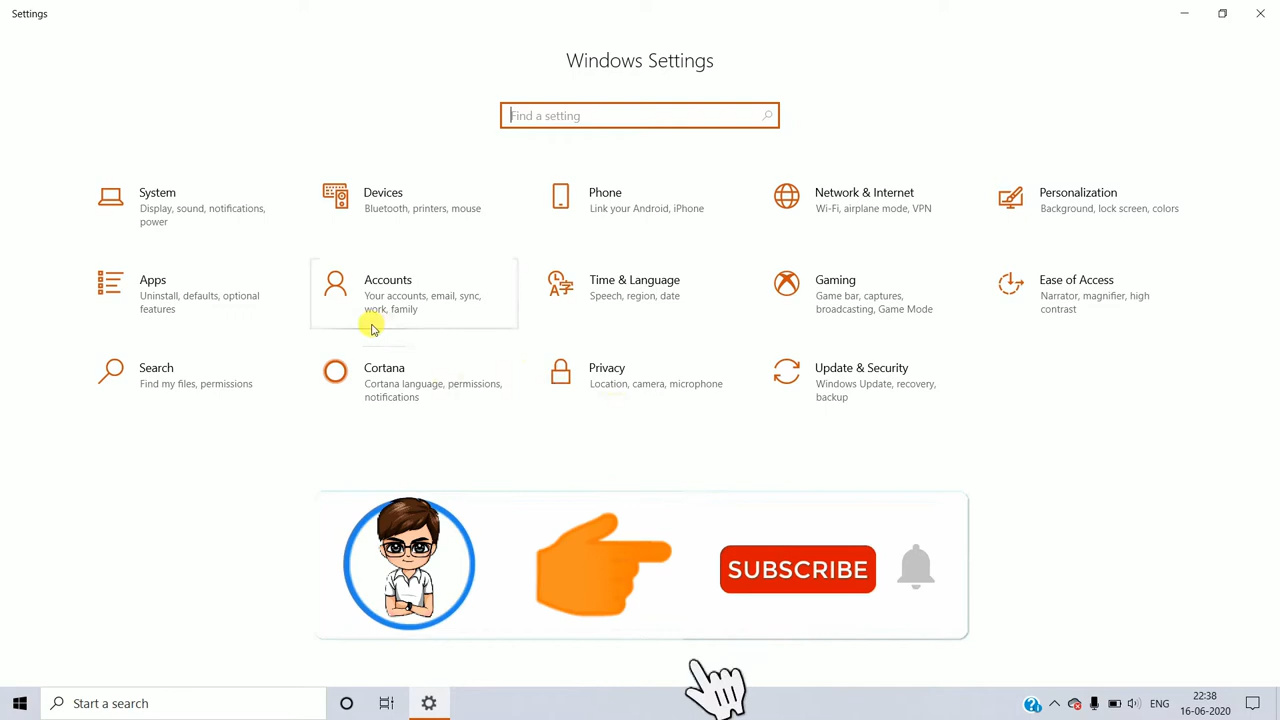 Settings
Windows Settings
Find a setting
System
Display, sound, notifications,
power
Devices
Bluetooth, printers, mouse
Phone
Link your Android, iPhone
Network & Internet
Wi-Fi, airplane mode, VPN
Personalization
Background, lock screen, colors
Apps
Uninstall, defaults, optional
features
Accounts
Your accounts, email, sync,
work, family
Time & Language
Speech, region, date
Gaming
Game bar, captures,
broadcasting, Game Mode
Ease of Access
Narrator, magnifier, high
contrast
Search
Find my files, permissions
Cortana
Cortana language, permissions,
notifications
Privacy
Location, camera, microphone
Update & Security
Windows Update, recovery,
backup
SUBSCRIBE
Start a search
ENG
22:38
16-06-2020